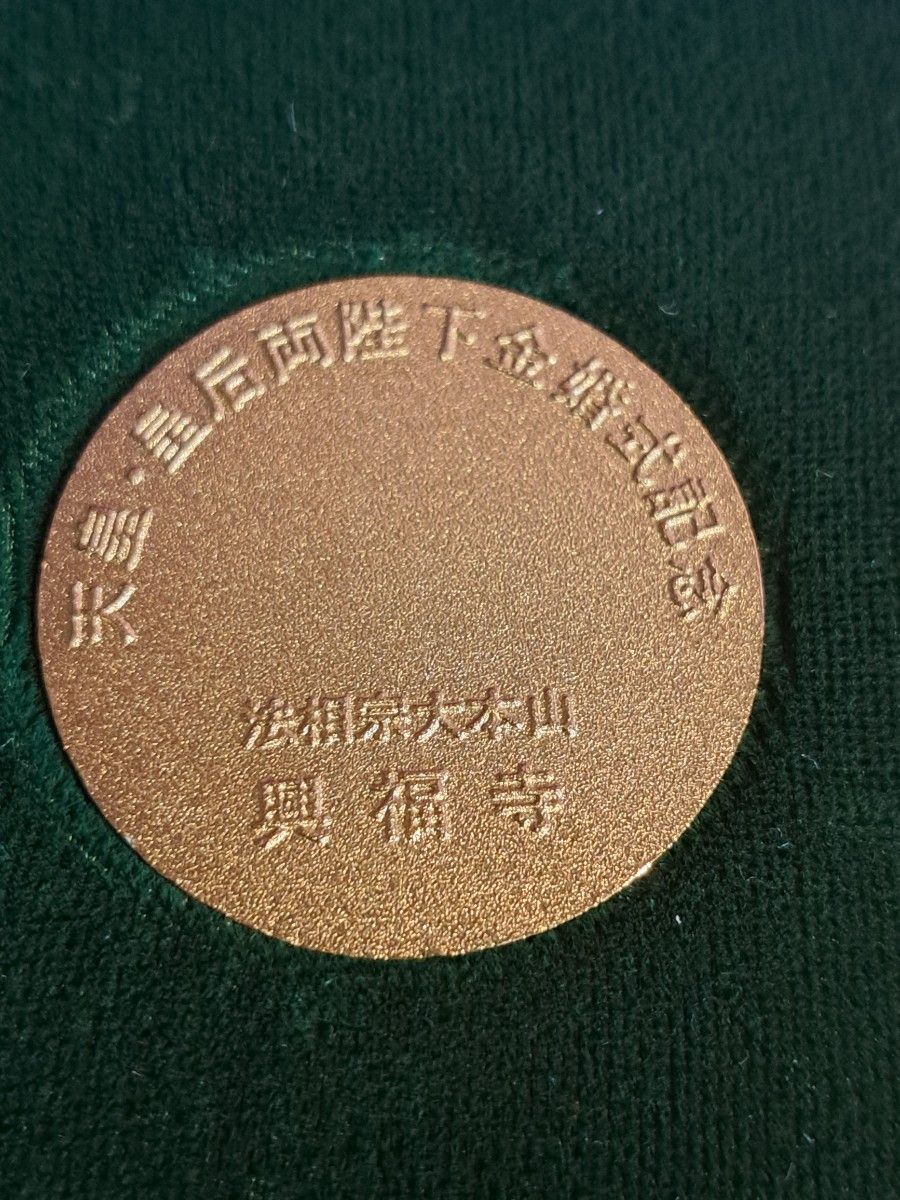 天皇·皇后両陛下金婚式記念
法相宗大本山
興福寺